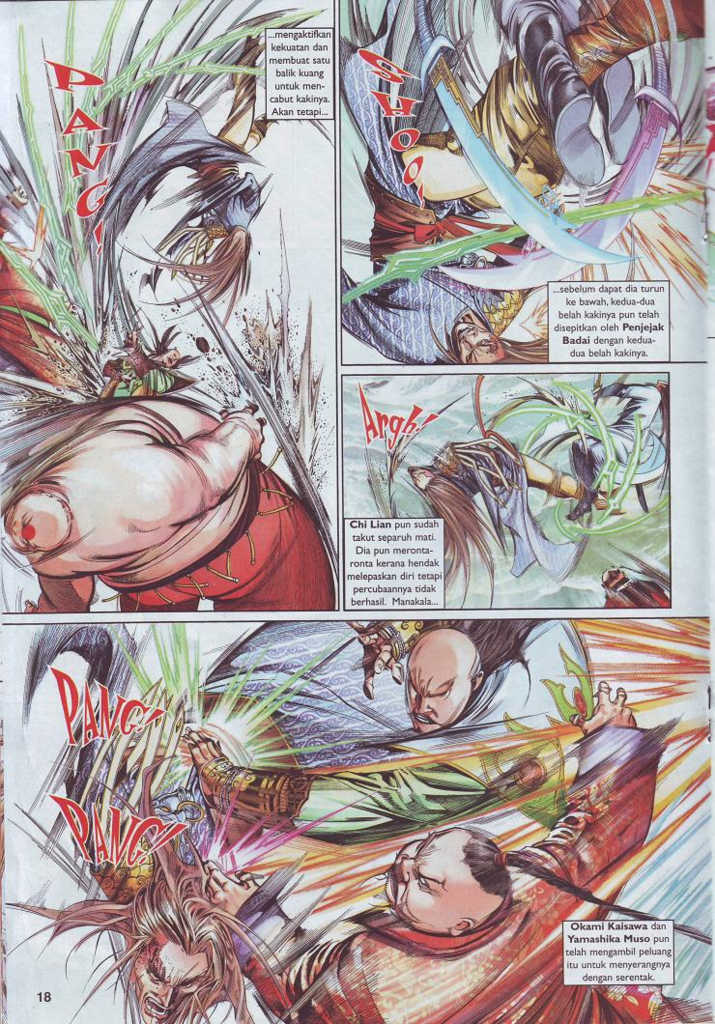 ...mengaktifkan
kekuatan dan
membuat satu
balik kuang
untuk men-
cabut kakinya.
Akan tetapi...
PANG!
SHOO!
...sebelum dapat dia turun
ke bawah, kedua-dua
belah kakinya pun telah
disepitkan oleh Penjejak
Badai dengan kedua-
dua belah kakinya.
Argh!
Chi Lian pun sudah
takut separuh mati.
Dia pun meronta-
ronta kerana hendak
melepaskan diri tetapi
percubaannya tidak
berhasil. Manakala...
PANG!
PANG!
Okami Kaisawa dan
Yamashika Muso pun
telah mengambil peluang
itu untuk menyerangnya
dengan serentak.
18